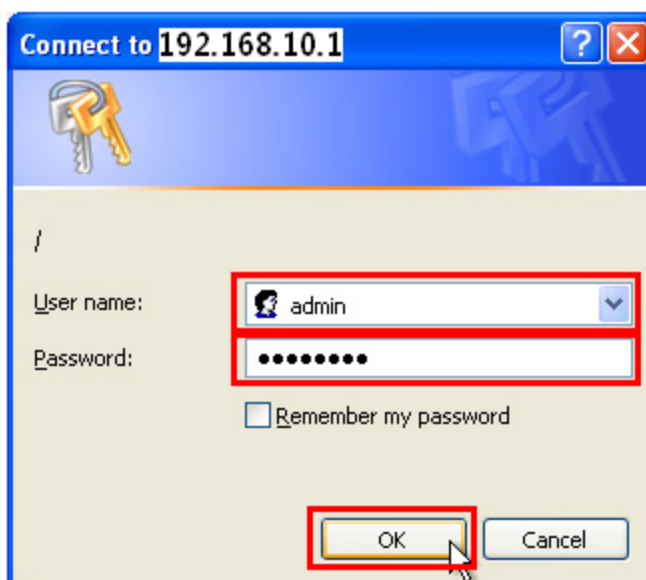 Connect to 192.168.10.1
/
User name:
admin
Password:
••••••••
Remember my password
OK
Cancel